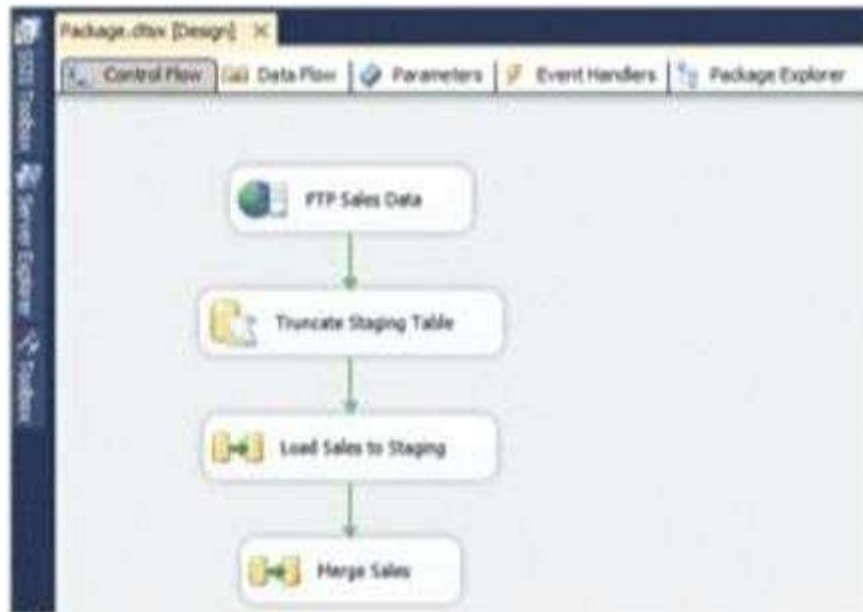 Package.dtsx [Design] ×
Control Flow Data Flow Parameters Event Handlers Package Explorer
SSIS Toolbox
Server Explorer
Toolbox
FTP Sales Data
Truncate Staging Table
Load Sales to Staging
Merge Sales